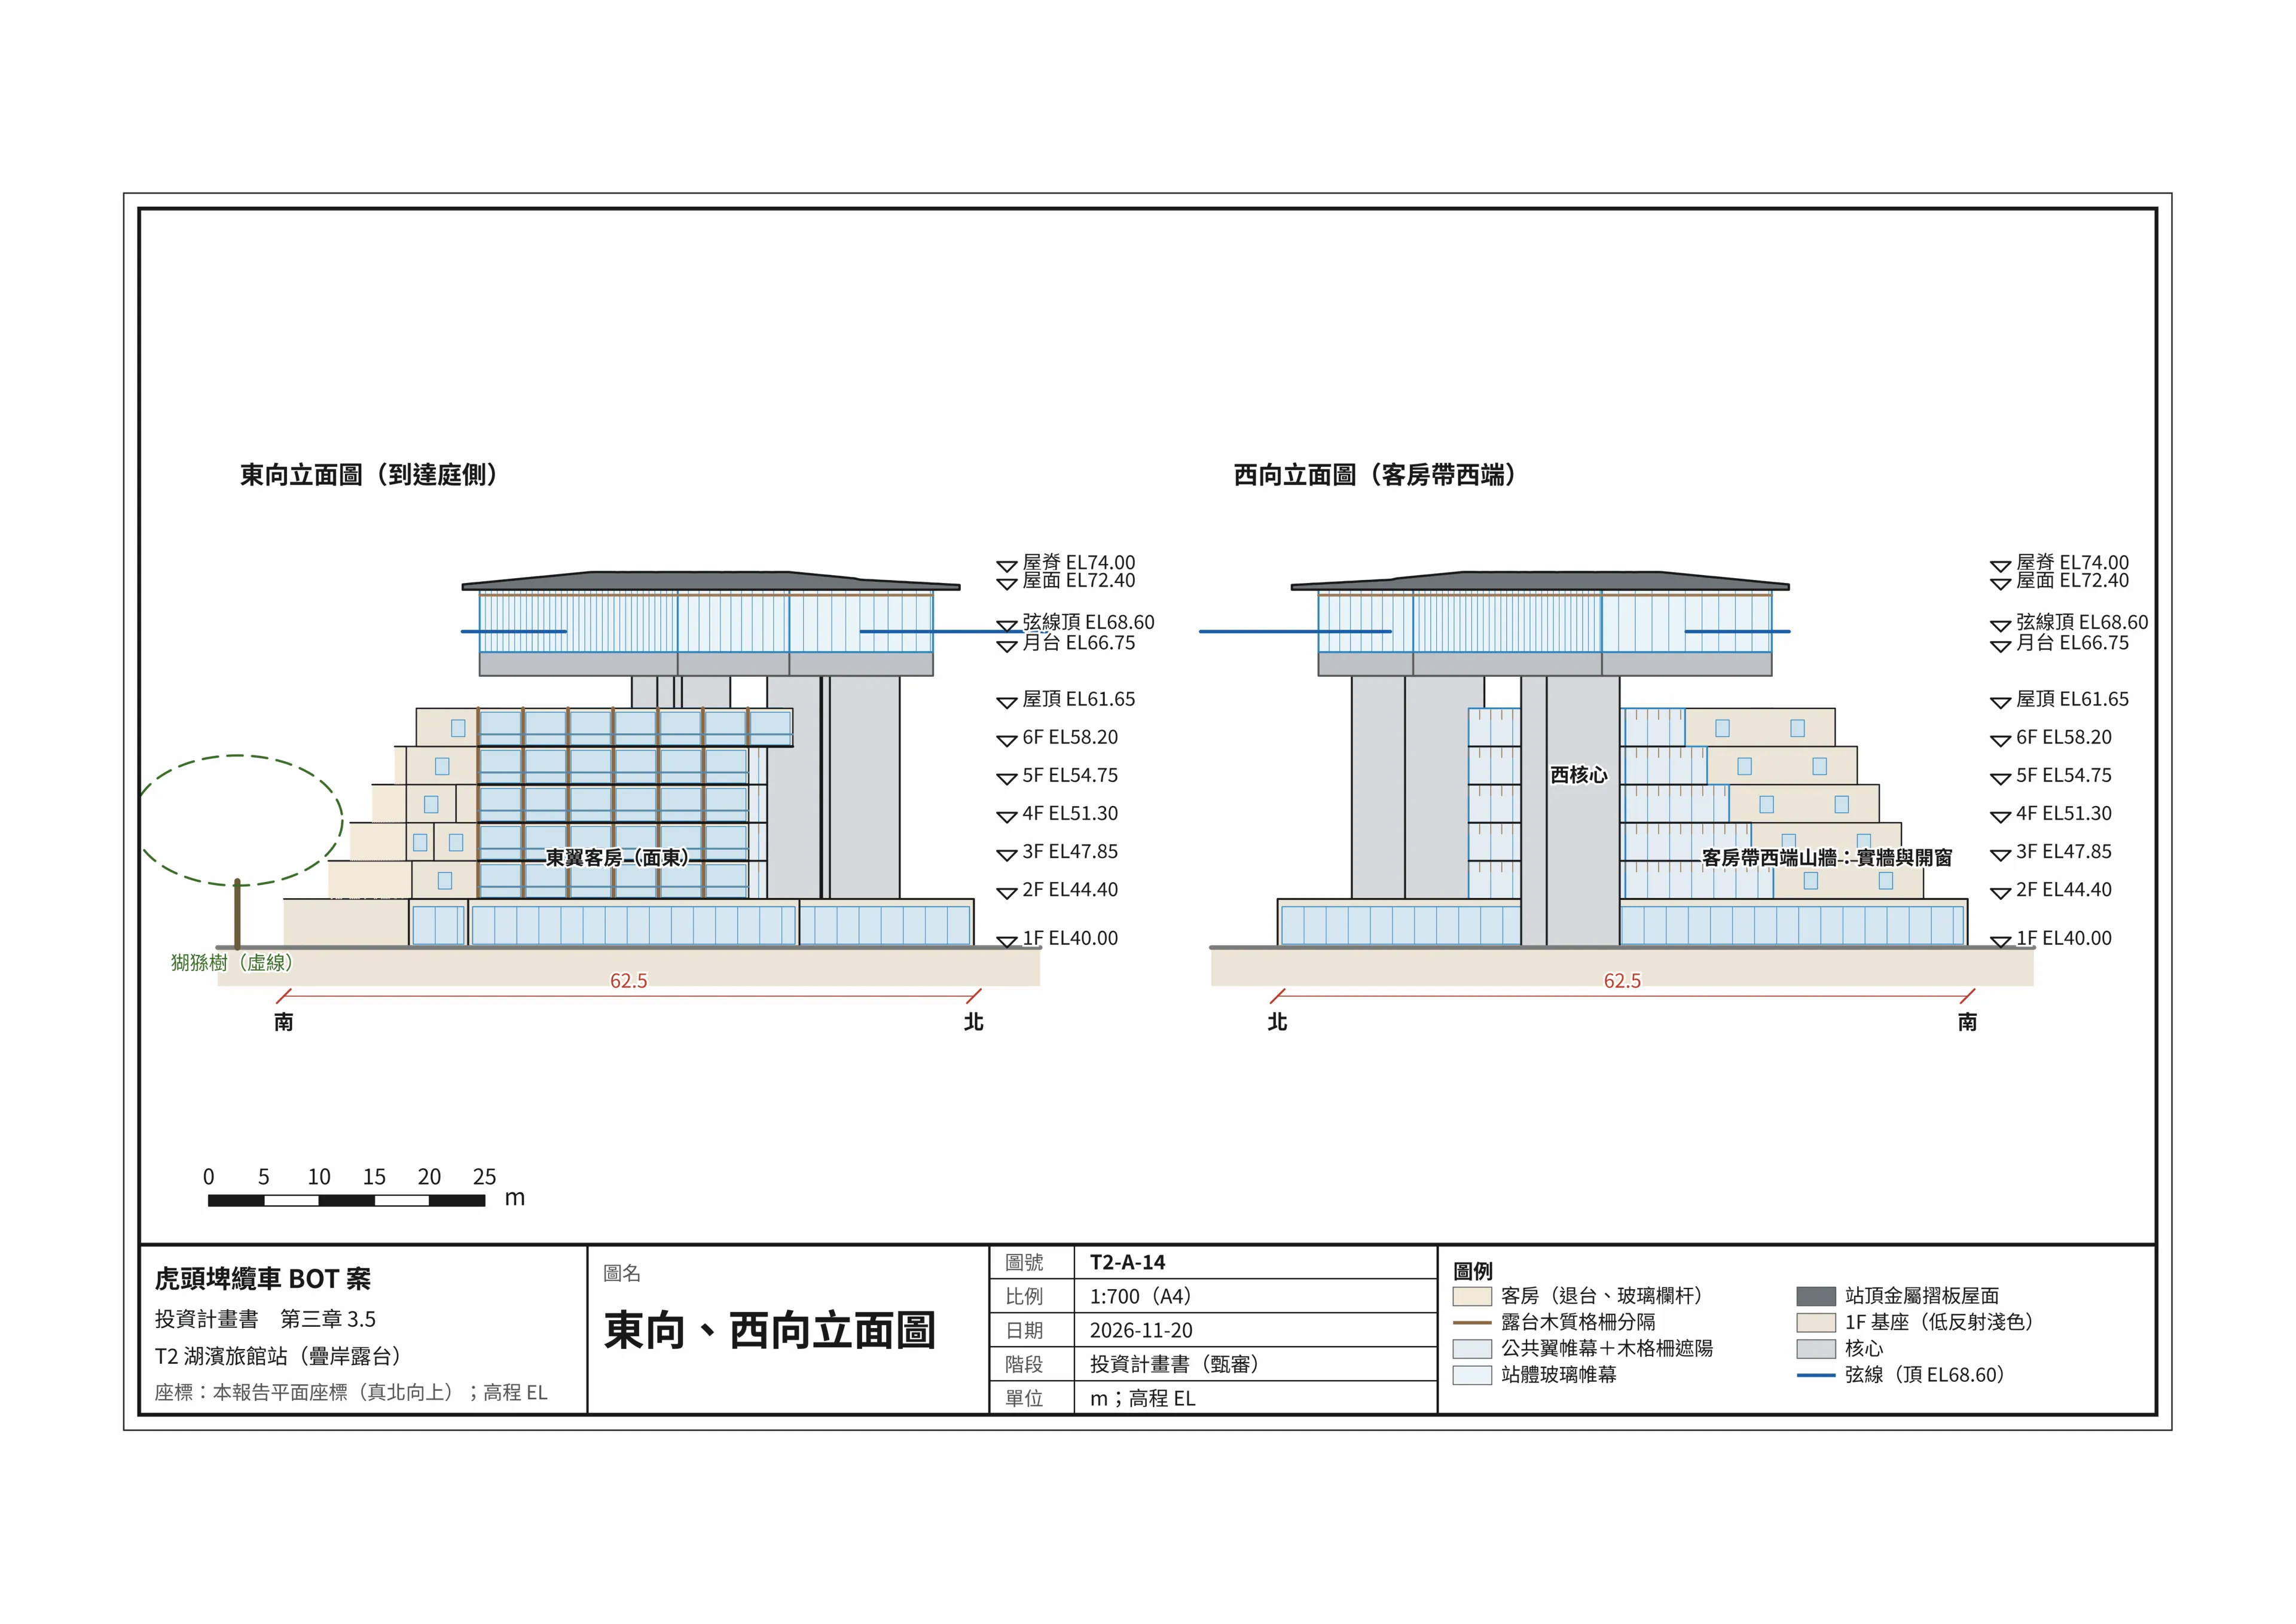 東向立面圖（到達庭側）
屋脊 EL74.00
屋面 EL72.40
弦線頂 EL68.60
月台 EL66.75
屋頂 EL61.65
6F EL58.20
5F EL54.75
4F EL51.30
3F EL47.85
2F EL44.40
1F EL40.00
東翼客房（面東）
猢猻樹（虛線）
62.5
南
北
西向立面圖（客房帶西端）
屋脊 EL74.00
屋面 EL72.40
弦線頂 EL68.60
月台 EL66.75
屋頂 EL61.65
6F EL58.20
5F EL54.75
4F EL51.30
3F EL47.85
2F EL44.40
1F EL40.00
西核心
客房帶西端山牆：實牆與開窗
62.5
北
南
0 5 10 15 20 25 m
虎頭埤纜車 BOT 案
投資計畫書　第三章 3.5
T2 湖濱旅館站（疊岸露台）
座標：本報告平面座標（真北向上）；高程 EL
圖名
東向、西向立面圖
圖號 T2-A-14
比例 1:700（A4）
日期 2026-11-20
階段 投資計畫書（甄審）
單位 m；高程 EL
圖例
客房（退台、玻璃欄杆）
露台木質格柵分隔
公共翼帷幕＋木格柵遮陽
站體玻璃帷幕
站頂金屬摺板屋面
1F 基座（低反射淺色）
核心
弦線（頂 EL68.60）